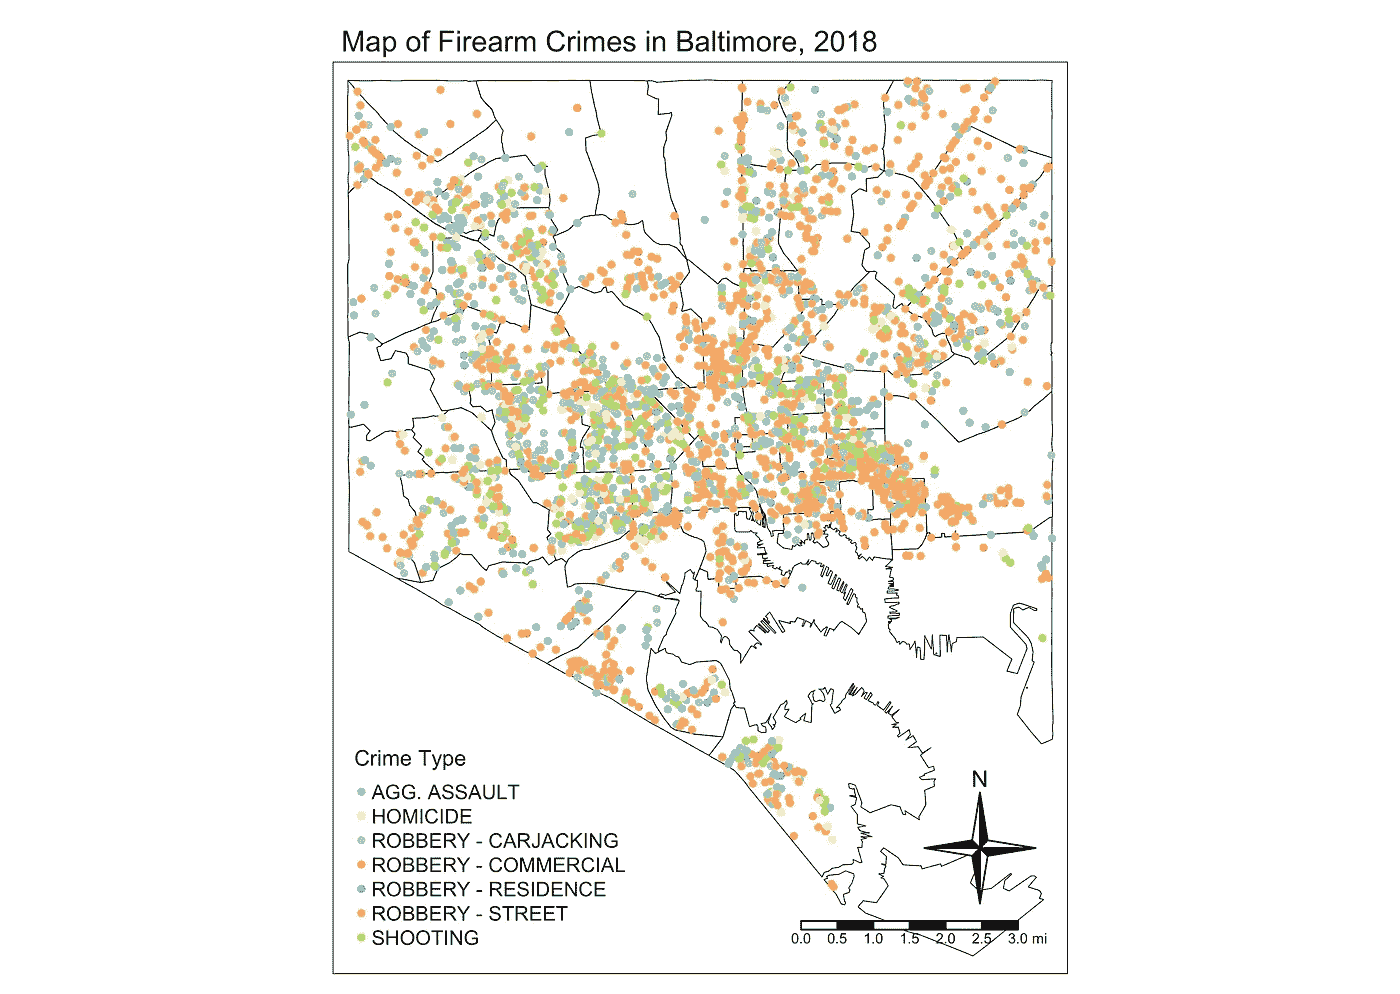 Map of Firearm Crimes in Baltimore, 2018
Crime Type
AGG. ASSAULT
HOMICIDE
ROBBERY - CARJACKING
ROBBERY - COMMERCIAL
ROBBERY - RESIDENCE
ROBBERY - STREET
SHOOTING
N
0.0 0.5 1.0 1.5 2.0 2.5 3.0 mi